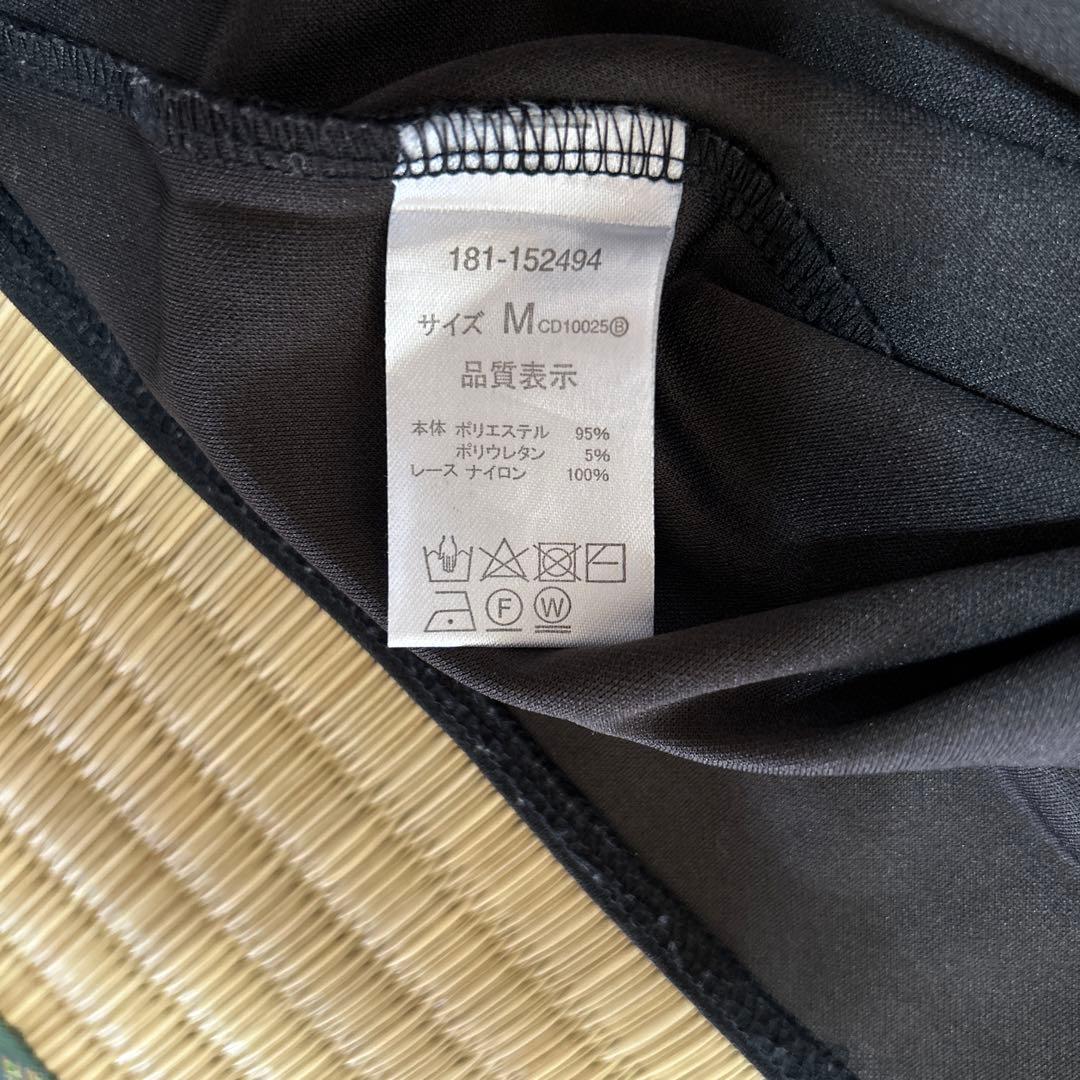 181-152494
サイズ M CD10025Ⓑ
品質表示
本体 ポリエステル 95%
ポリウレタン 5%
レース ナイロン 100%
F W